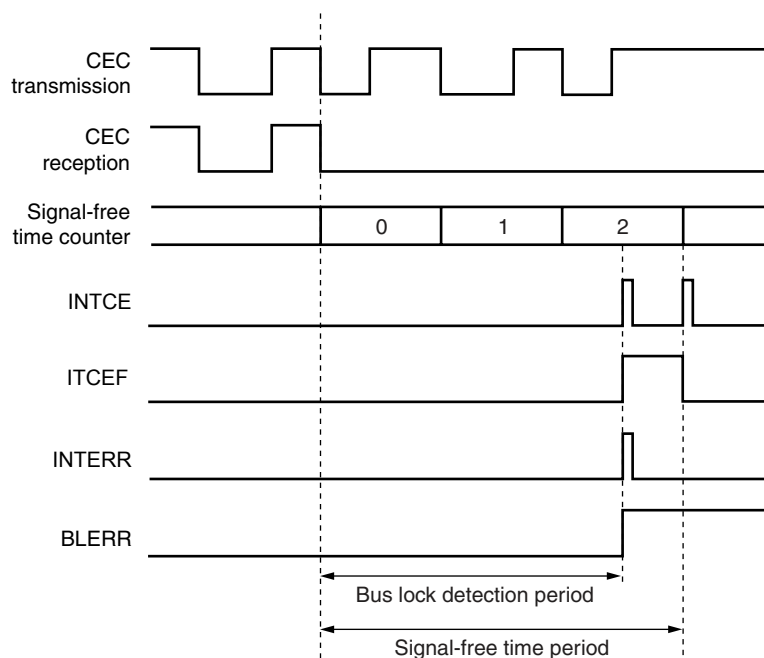 CEC
transmission
CEC
reception
Signal-free
time counter
0 1 2
INTCE
ITCEF
INTERR
BLERR
Bus lock detection period
Signal-free time period